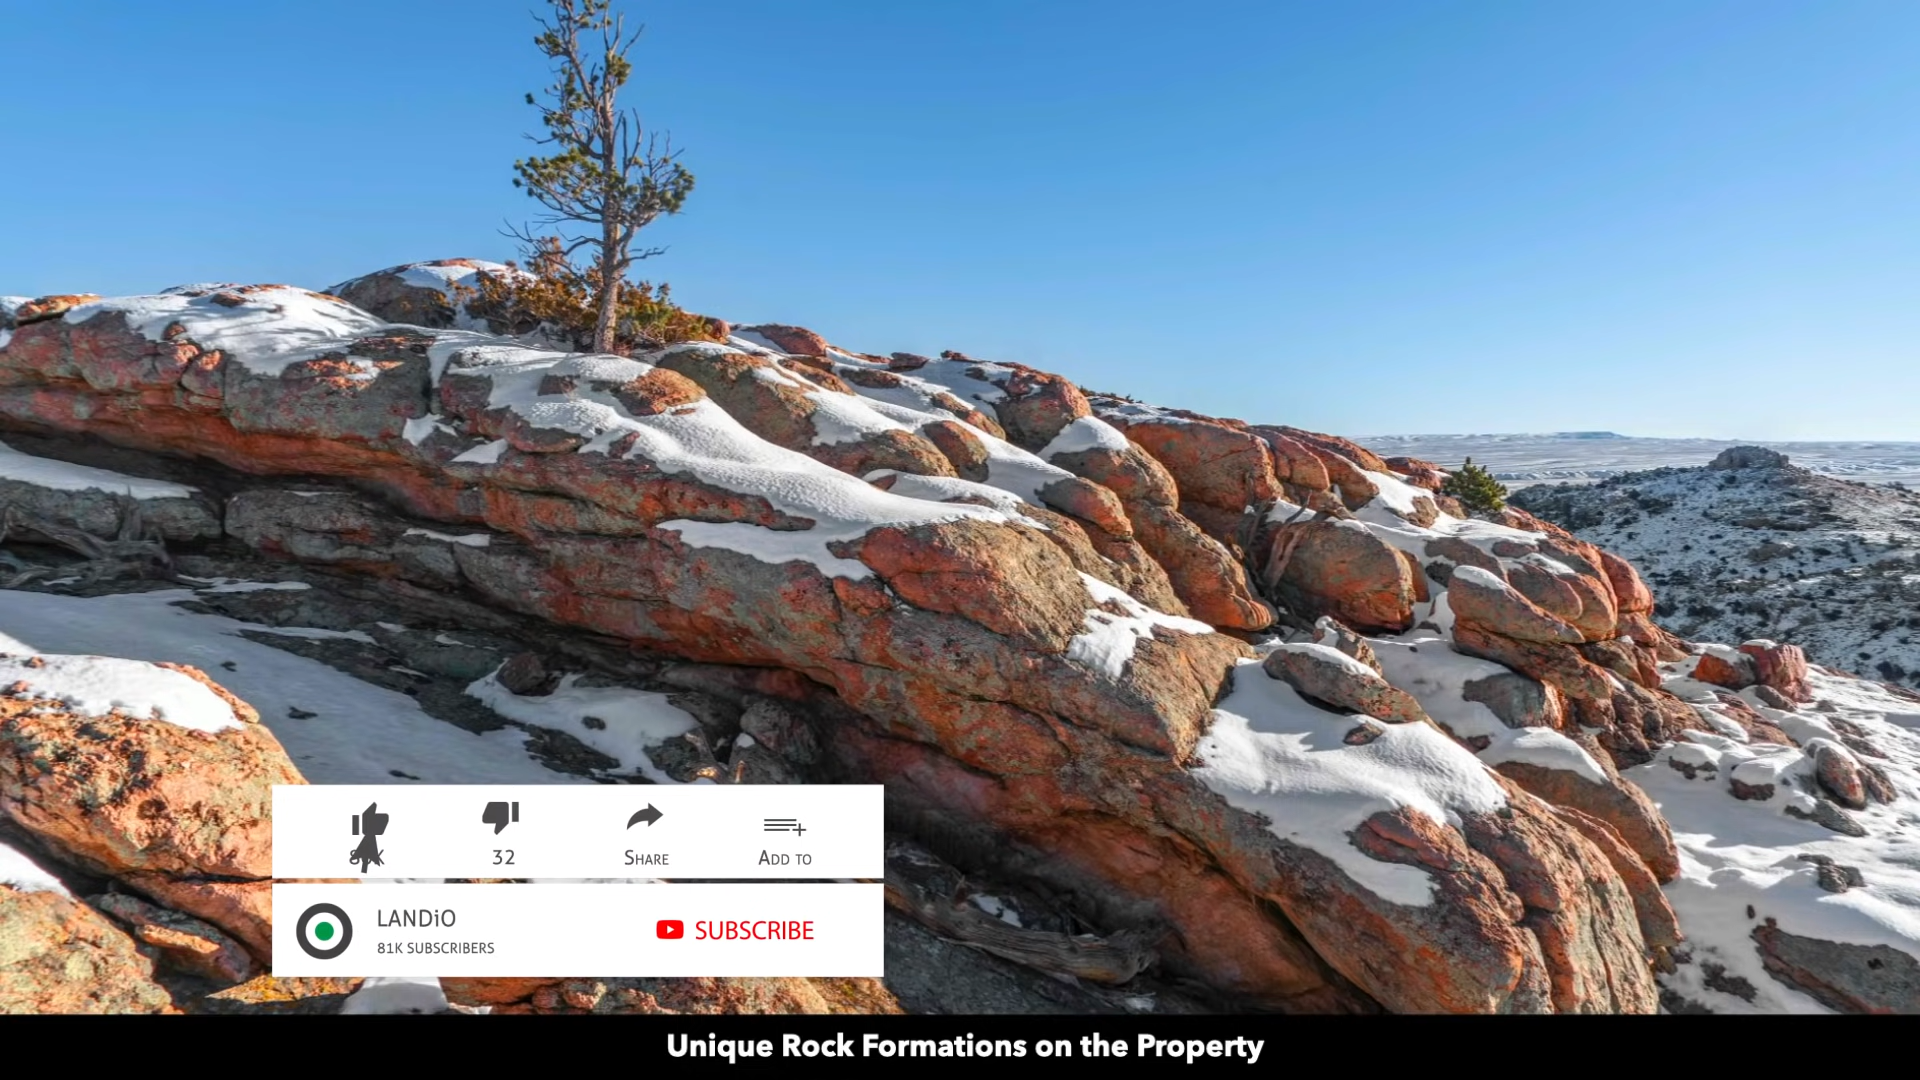 32
Share
Add to
LANDiO
81K SUBSCRIBERS
SUBSCRIBE
Unique Rock Formations on the Property